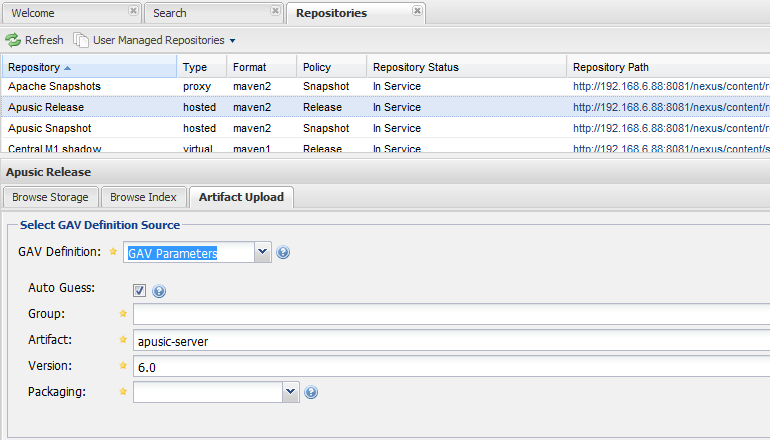 Welcome Search Repositories
Refresh User Managed Repositories
Repository Type Format Policy Repository Status Repository Path
Apache Snapshots proxy maven2 Snapshot In Service http://192.168.6.88:8081/nexus/content/r
Apusic Release hosted maven2 Release In Service http://192.168.6.88:8081/nexus/content/r
Apusic Snapshot hosted maven2 Snapshot In Service http://192.168.6.88:8081/nexus/content/r
Central M1 shadow virtual maven1 Release In Service http://192.168.6.88:8081/nexus/content/s
Apusic Release
Browse Storage Browse Index Artifact Upload
Select GAV Definition Source
GAV Definition: GAV Parameters
Auto Guess:
Group:
Artifact: apusic-server
Version: 6.0
Packaging: